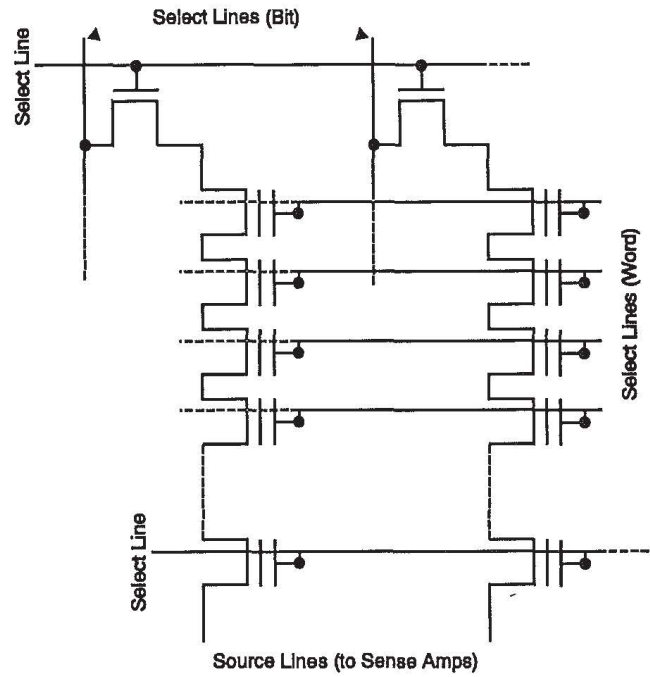 Select Lines (Bit)
Select Line
Select Lines (Word)
Select Line
Source Lines (to Sense Amps)